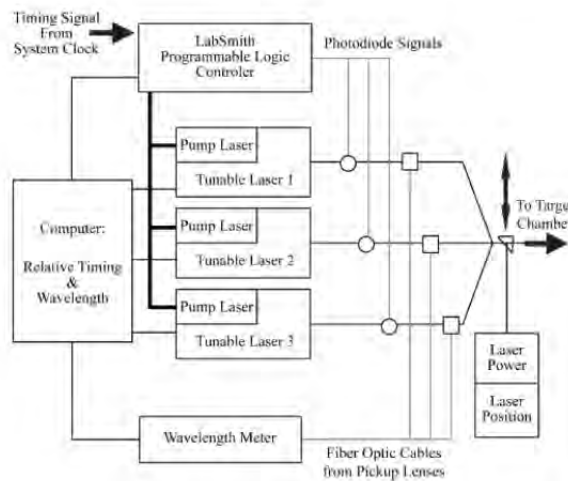 Timing Signal
From
System Clock
LabSmith
Programmable Logic
Controler
Photodiode Signals
Pump Laser
Tunable Laser 1
Pump Laser
Tunable Laser 2
Pump Laser
Tunable Laser 3
Computer:
Relative Timing
&
Wavelength
To Targe
Chambe
Laser
Power
Laser
Position
Wavelength Meter
Fiber Optic Cables
from Pickup Lenses